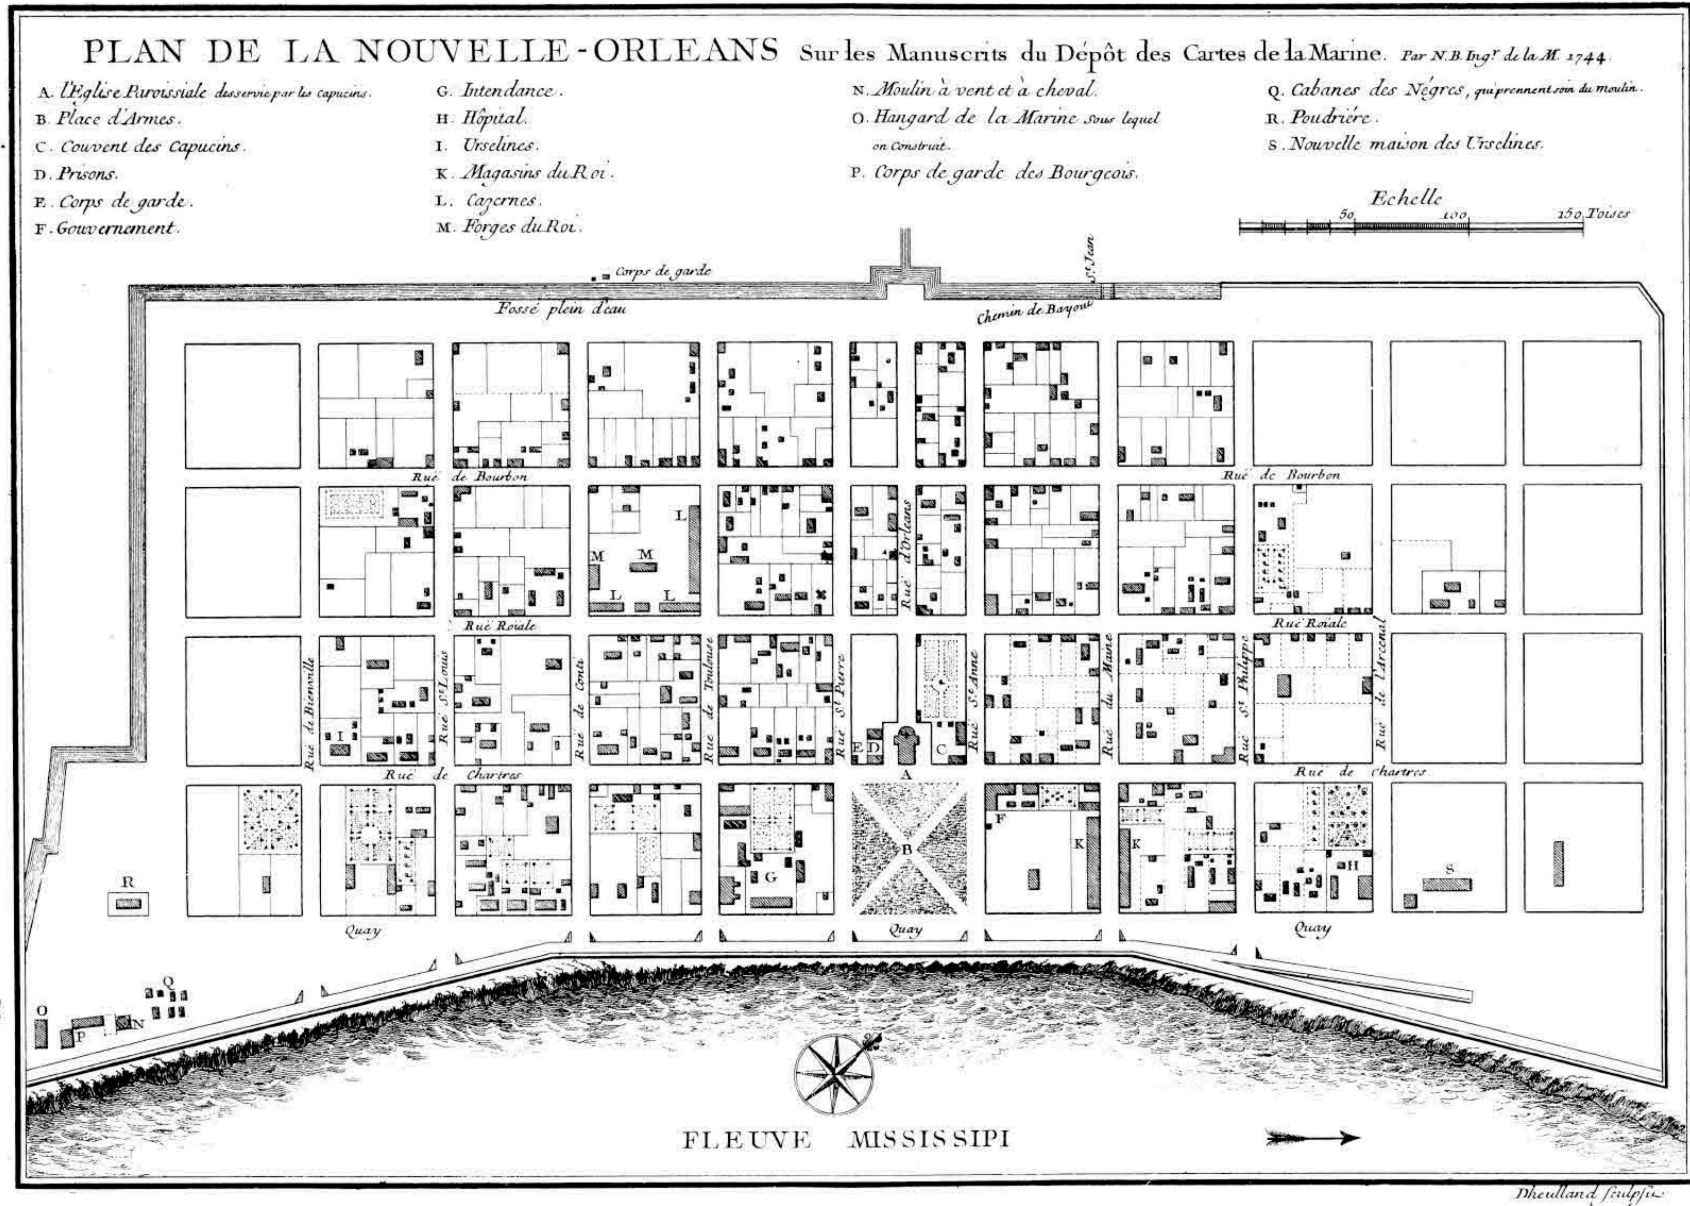 PLAN DE LA NOUVELLE-ORLEANS Sur les Manuscrits du Dépôt des Cartes de la Marine. Par N.B. Ingr. de la M. 1744.
A. l'Eglise Paroissiale desservie par les capucins.
B. Place d'Armes.
C. Couvent des Capucins.
D. Prisons.
E. Corps de garde.
F. Gouvernement.
G. Intendance.
H. Hôpital.
I. Urselines.
K. Magasins du Roi.
L. Cazernes.
M. Forges du Roi.
N. Moulin à vent et à cheval.
O. Hangard de la Marine sous lequel
on Construit.
P. Corps de garde des Bourgeois.
Q. Cabanes des Négres, qui prennent soin du moulin.
R. Poudriére.
S. Nouvelle maison des Urselines.
Echelle
50 100 150 Toises
Corps de garde
Fossé plein d'eau
Chemin de Bayouc
St. Jean
Rue de Bourbon
Rue de Bourbon
L
M M
L L
Rue d'Orleans
Rue Roiale
Rue Roiale
Rue de Bienville
Rue St. Louis
Rue de Conti
Rue de Toulouse
Rue St. Pierre
Rue Ste. Anne
Rue du Maine
Rue St. Philippe
Rue de l'Arcenal
I
E D
C
A
Rue de Chartres
Rue de Chartres
F
K
K
B
G
H
S
R
Quay
Quay
Quay
Q
O
P
N
FLEUVE MISSISSIPI
Dheulland sculpsit